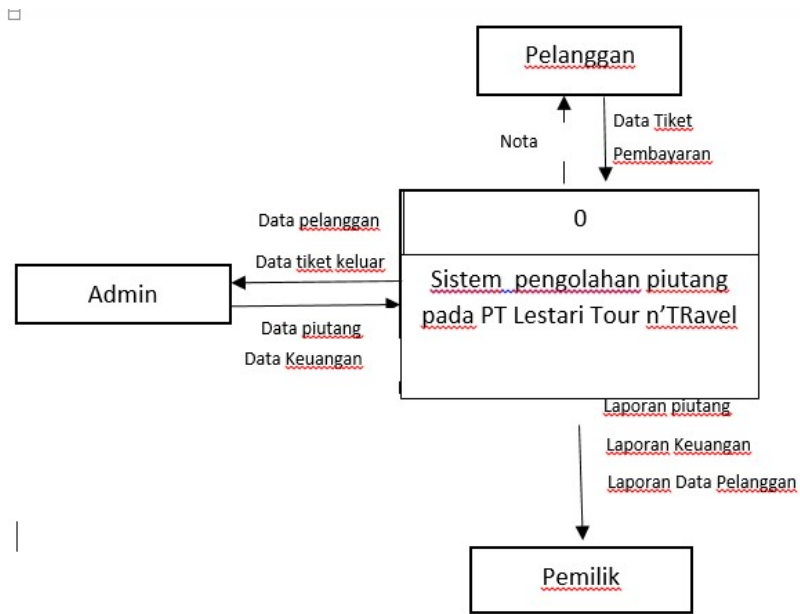 Pelanggan
Nota
Data Tiket
Pembayaran
Data pelanggan
Data tiket keluar
Admin
Data piutang
Data Keuangan
0
Sistem pengolahan piutang
pada PT Lestari Tour n’TRavel
Laporan piutang
Laporan Keuangan
Laporan Data Pelanggan
Pemilik